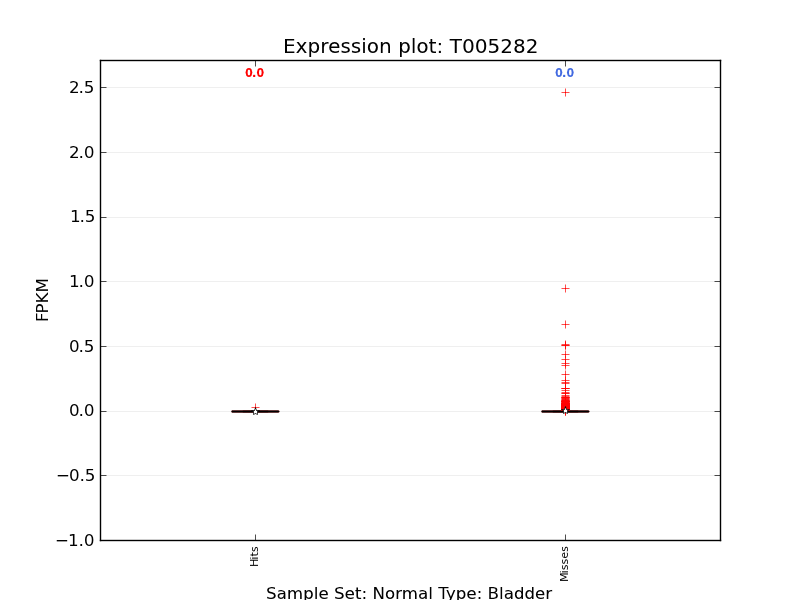 Expression plot: T005282
0.0
0.0
2.5
2.0
1.5
1.0
0.5
0.0
−0.5
−1.0
FPKM
Hits
Misses
Sample Set: Normal Type: Bladder